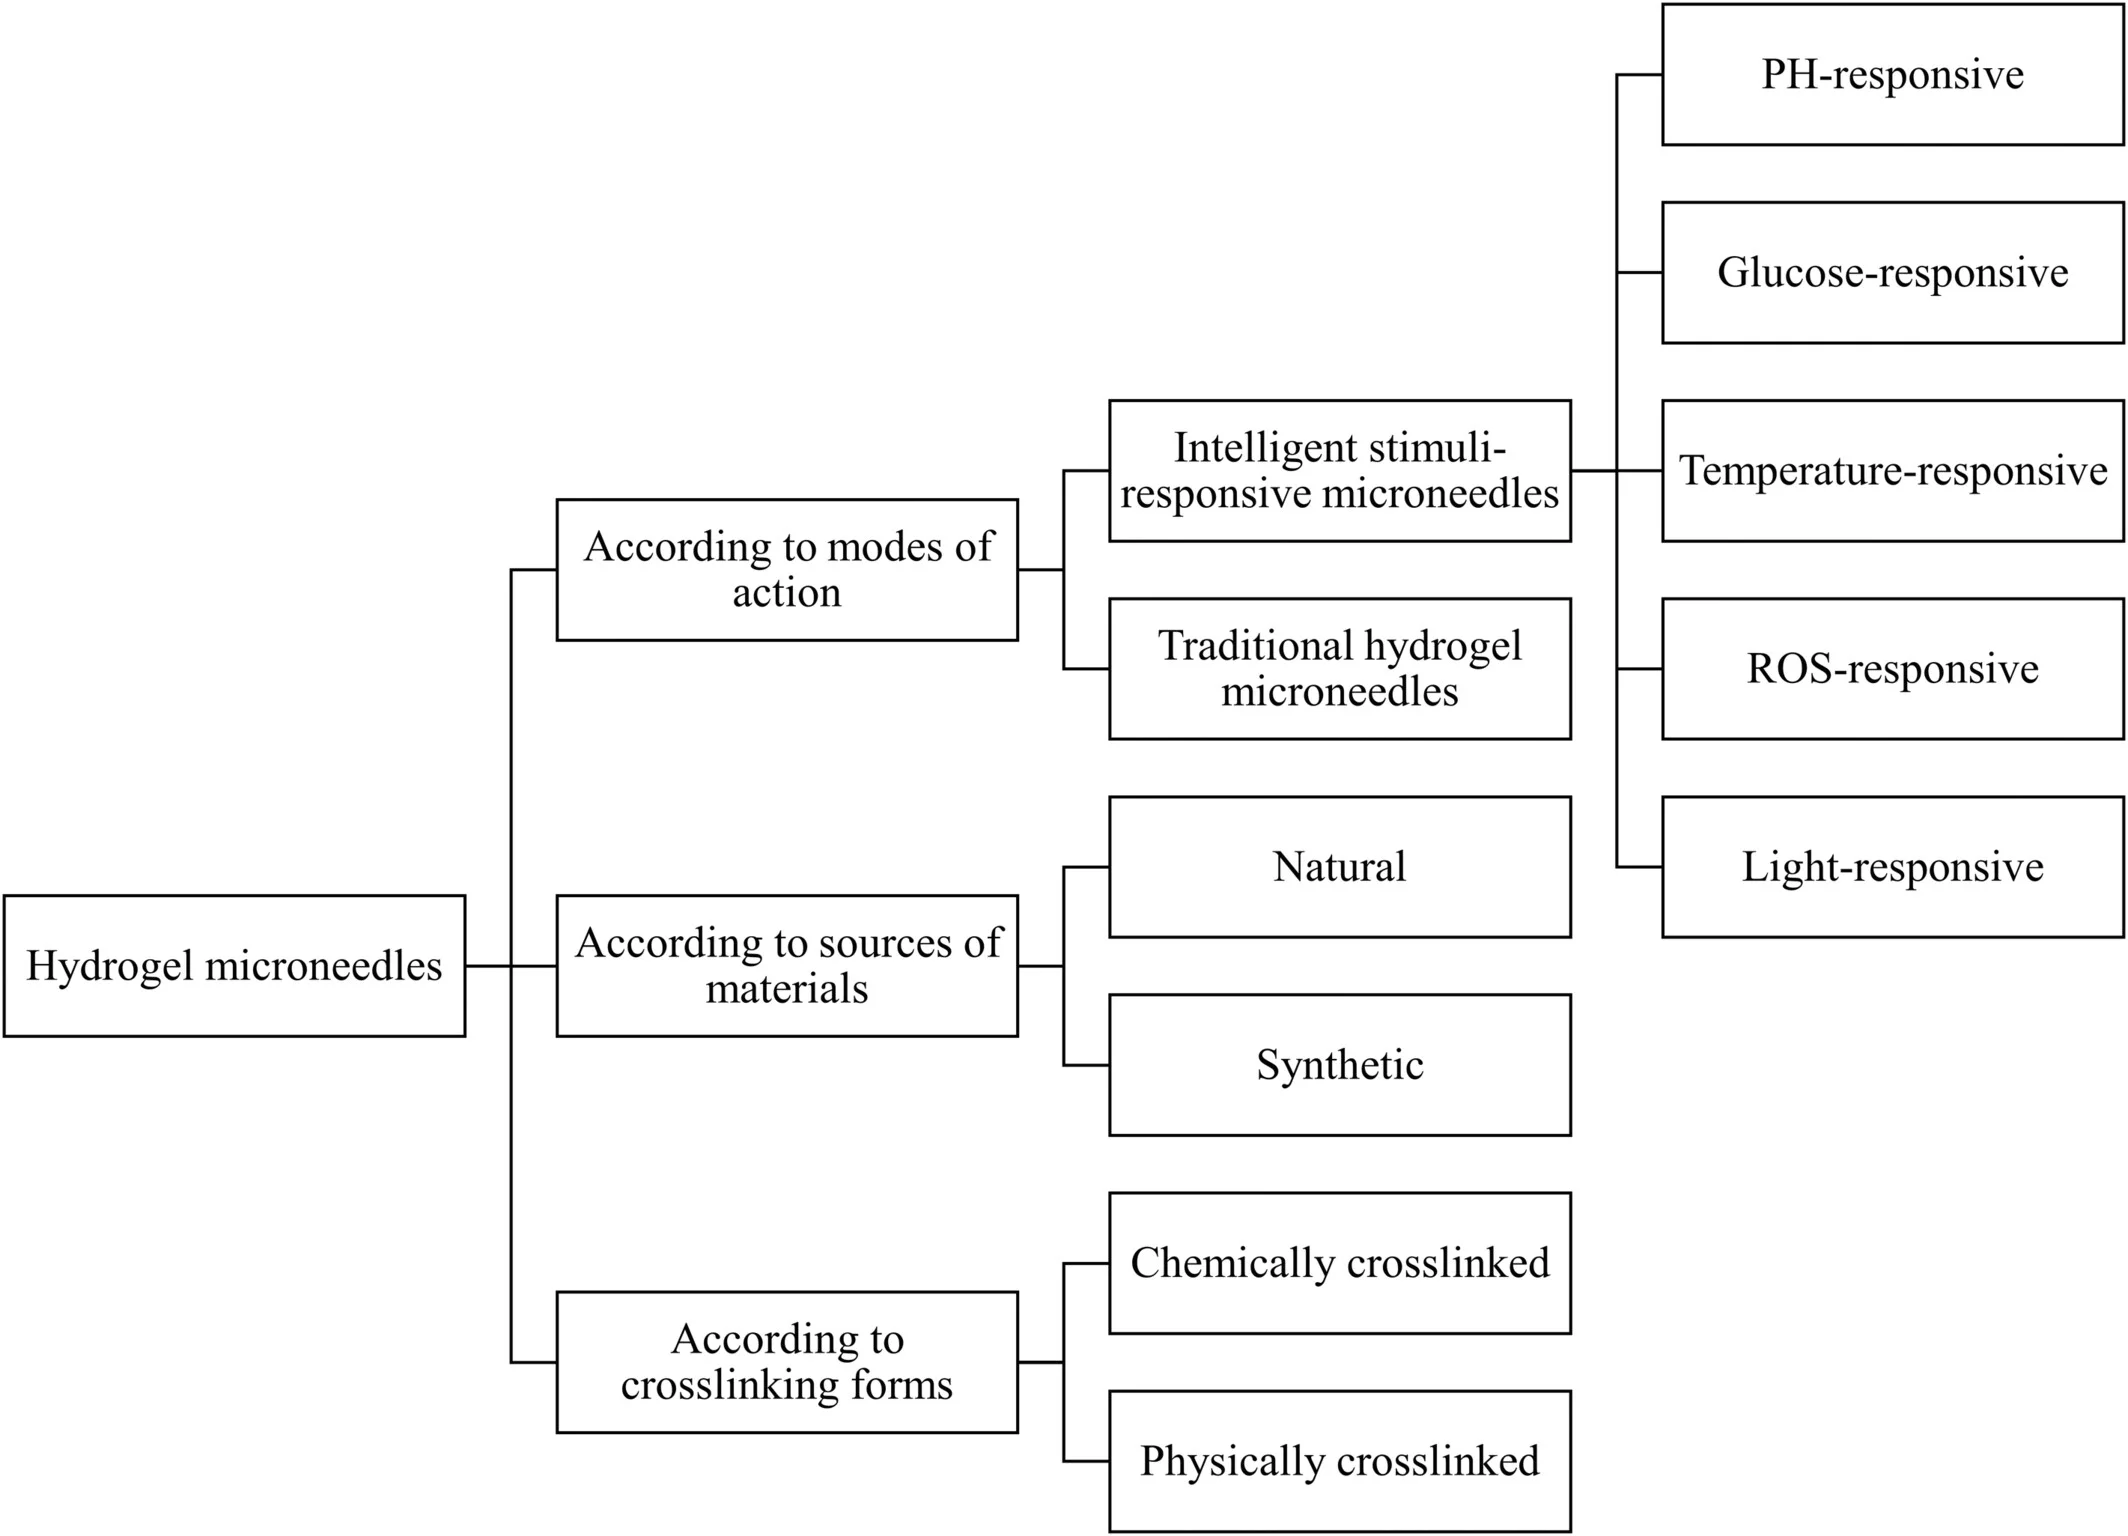 PH-responsive
Glucose-responsive
Intelligent stimuli-
responsive microneedles
Temperature-responsive
According to modes of
action
Traditional hydrogel
microneedles
ROS-responsive
Natural
Light-responsive
Hydrogel microneedles
According to sources of
materials
Synthetic
Chemically crosslinked
According to
crosslinking forms
Physically crosslinked